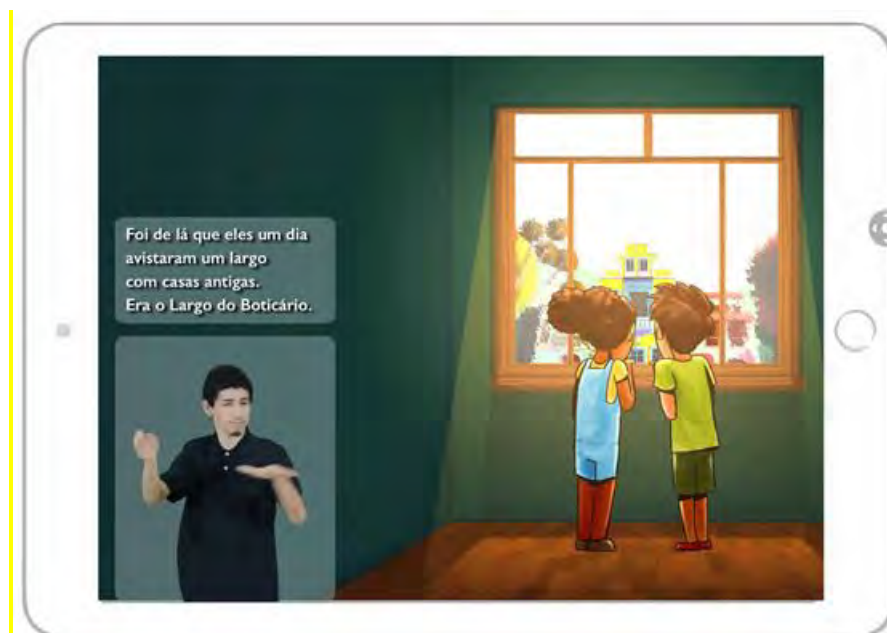 Foi de lá que eles um dia
avistaram um largo
com casas antigas.
Era o Largo do Boticário.